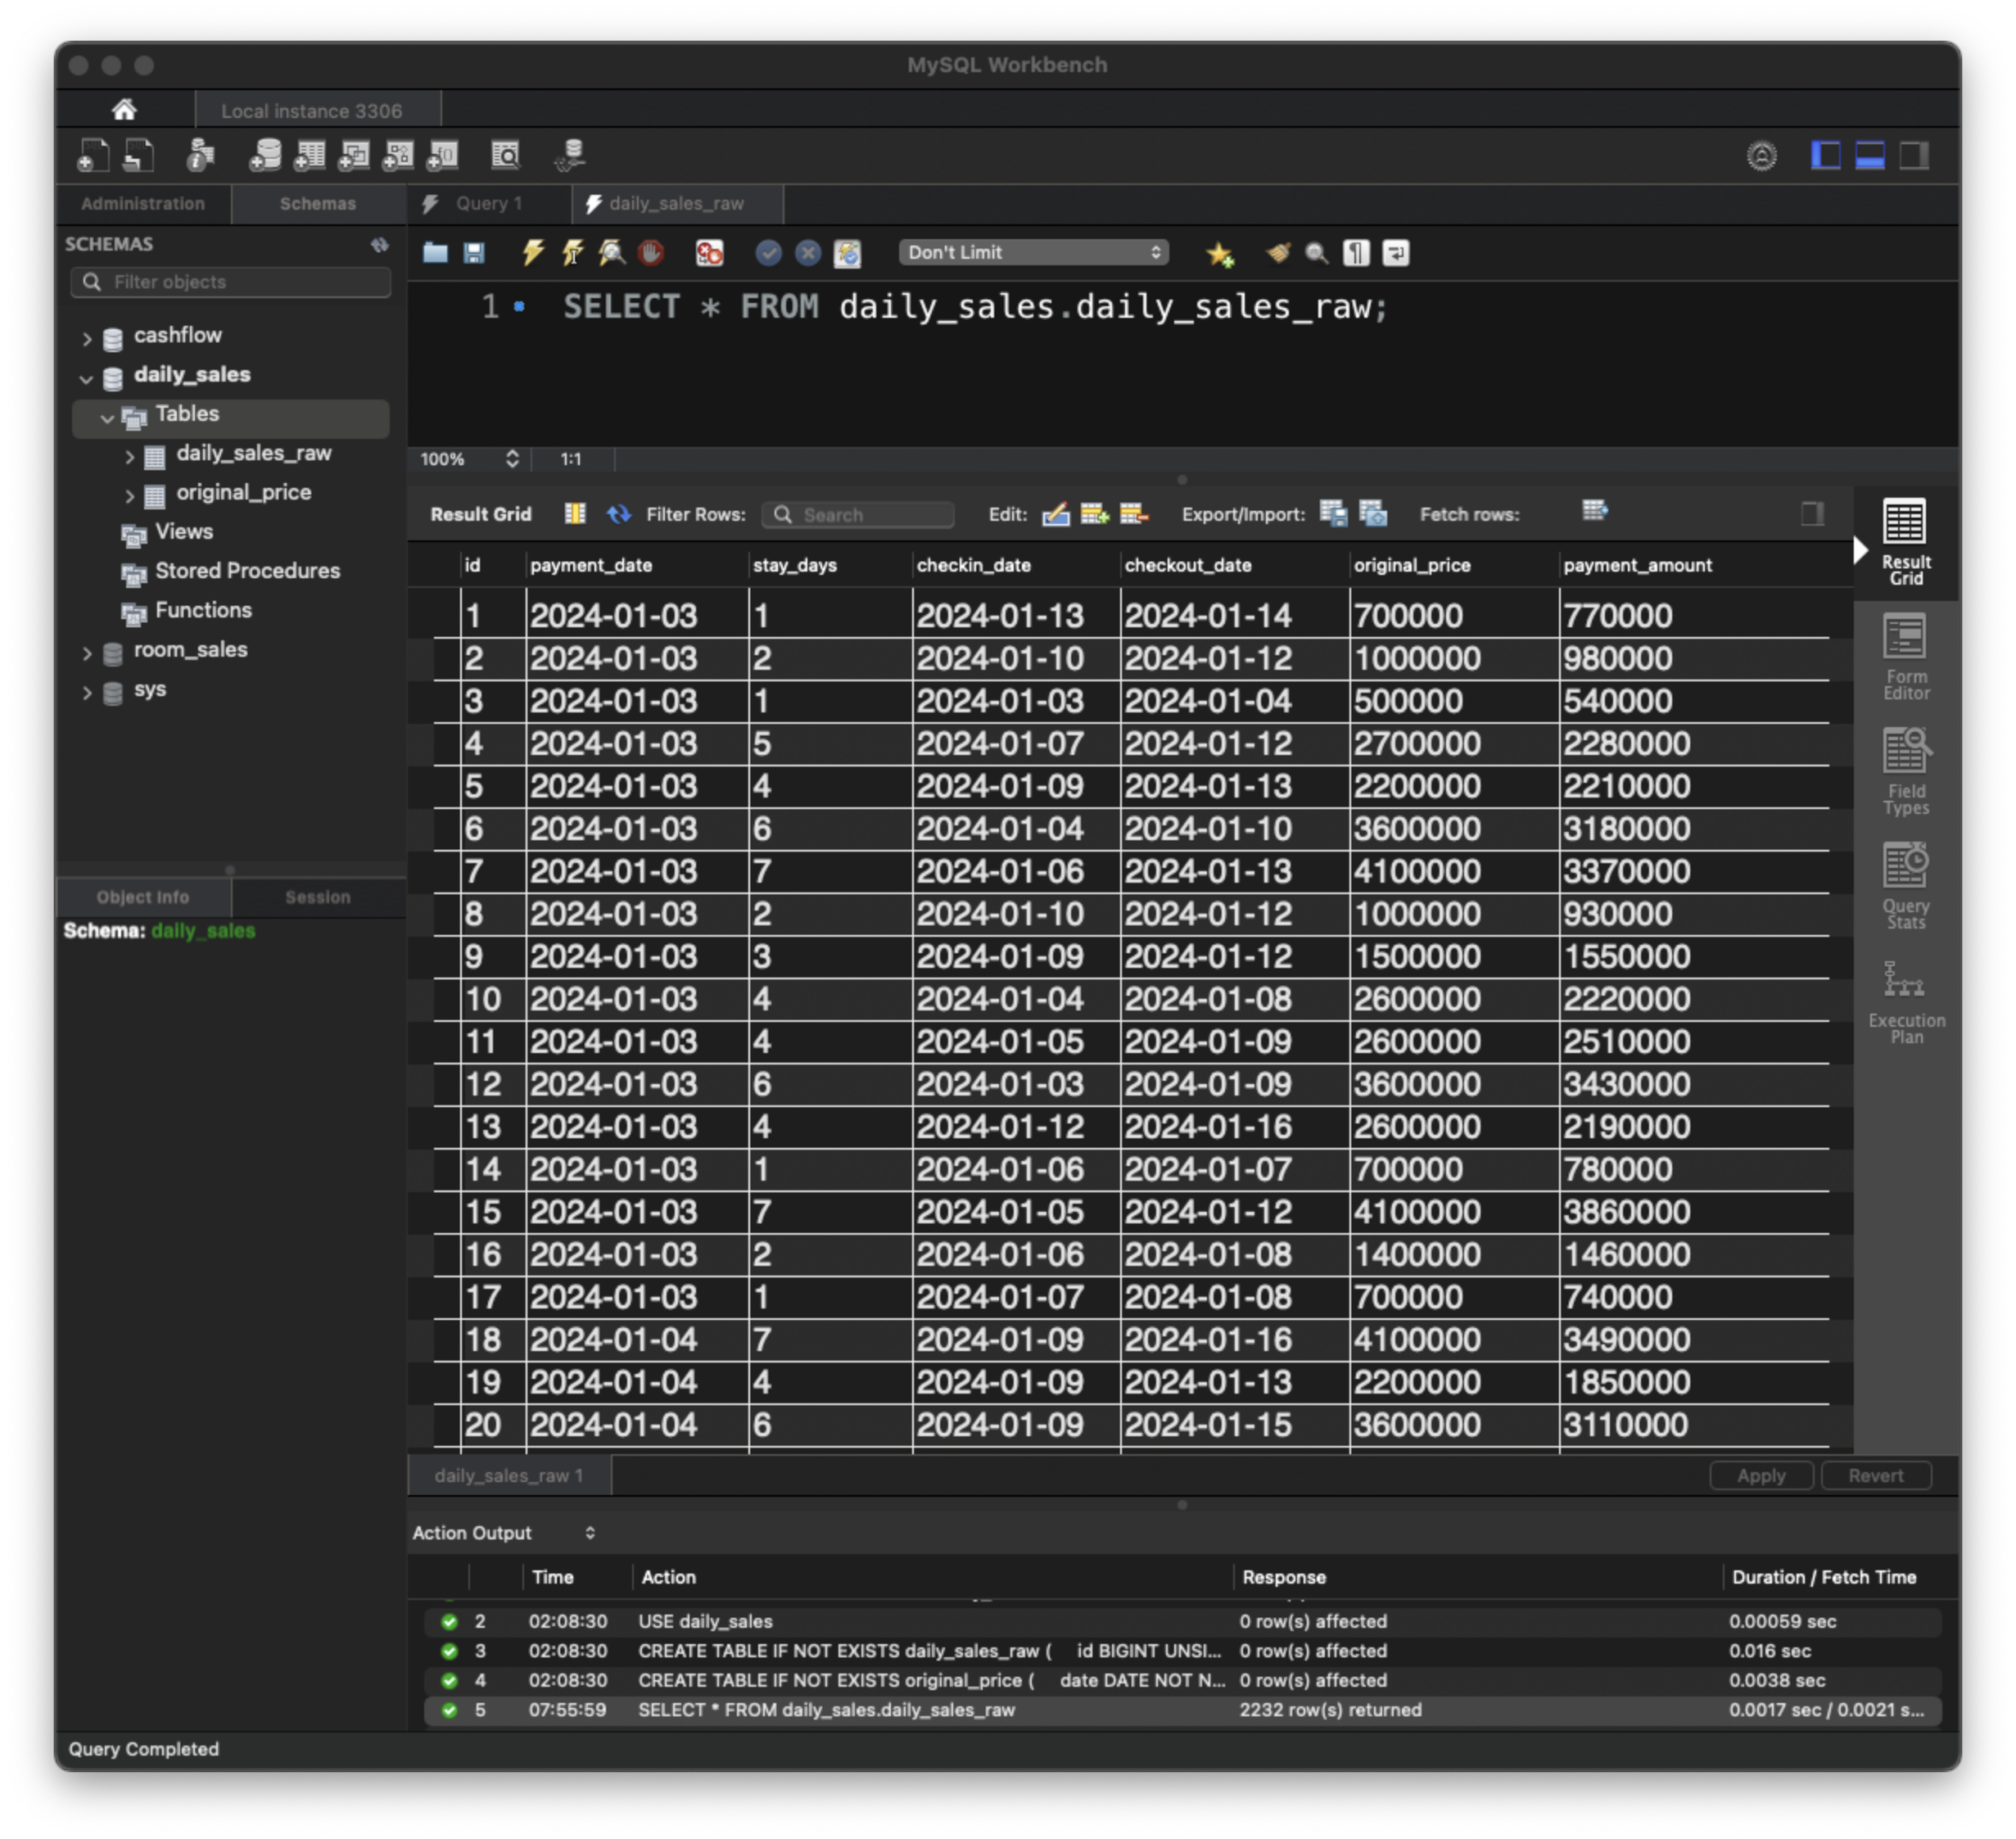 MySQL Workbench
Local instance 3306
Administration
Schemas
Query 1
daily_sales_raw
SCHEMAS
Filter objects
cashflow
daily_sales
Tables
daily_sales_raw
original_price
Views
Stored Procedures
Functions
room_sales
sys
Object Info
Session
Schema: daily_sales
Don't Limit
1 SELECT * FROM daily_sales.daily_sales_raw;
100% 1:1
Result Grid Filter Rows: Search Edit: Export/Import: Fetch rows:
id payment_date stay_days checkin_date checkout_date original_price payment_amount
1 2024-01-03 1 2024-01-13 2024-01-14 700000 770000
2 2024-01-03 2 2024-01-10 2024-01-12 1000000 980000
3 2024-01-03 1 2024-01-03 2024-01-04 500000 540000
4 2024-01-03 5 2024-01-07 2024-01-12 2700000 2280000
5 2024-01-03 4 2024-01-09 2024-01-13 2200000 2210000
6 2024-01-03 6 2024-01-04 2024-01-10 3600000 3180000
7 2024-01-03 7 2024-01-06 2024-01-13 4100000 3370000
8 2024-01-03 2 2024-01-10 2024-01-12 1000000 930000
9 2024-01-03 3 2024-01-09 2024-01-12 1500000 1550000
10 2024-01-03 4 2024-01-04 2024-01-08 2600000 2220000
11 2024-01-03 4 2024-01-05 2024-01-09 2600000 2510000
12 2024-01-03 6 2024-01-03 2024-01-09 3600000 3430000
13 2024-01-03 4 2024-01-12 2024-01-16 2600000 2190000
14 2024-01-03 1 2024-01-06 2024-01-07 700000 780000
15 2024-01-03 7 2024-01-05 2024-01-12 4100000 3860000
16 2024-01-03 2 2024-01-06 2024-01-08 1400000 1460000
17 2024-01-03 1 2024-01-07 2024-01-08 700000 740000
18 2024-01-04 7 2024-01-09 2024-01-16 4100000 3490000
19 2024-01-04 4 2024-01-09 2024-01-13 2200000 1850000
20 2024-01-04 6 2024-01-09 2024-01-15 3600000 3110000
Result
Grid
Form
Editor
Field
Types
Query
Stats
Execution
Plan
daily_sales_raw 1
Apply
Revert
Action Output
Time Action Response Duration / Fetch Time
2 02:08:30 USE daily_sales 0 row(s) affected 0.00059 sec
3 02:08:30 CREATE TABLE IF NOT EXISTS daily_sales_raw ( id BIGINT UNSI... 0 row(s) affected 0.016 sec
4 02:08:30 CREATE TABLE IF NOT EXISTS original_price ( date DATE NOT N... 0 row(s) affected 0.0038 sec
5 07:55:59 SELECT * FROM daily_sales.daily_sales_raw 2232 row(s) returned 0.0017 sec / 0.0021 s...
Query Completed